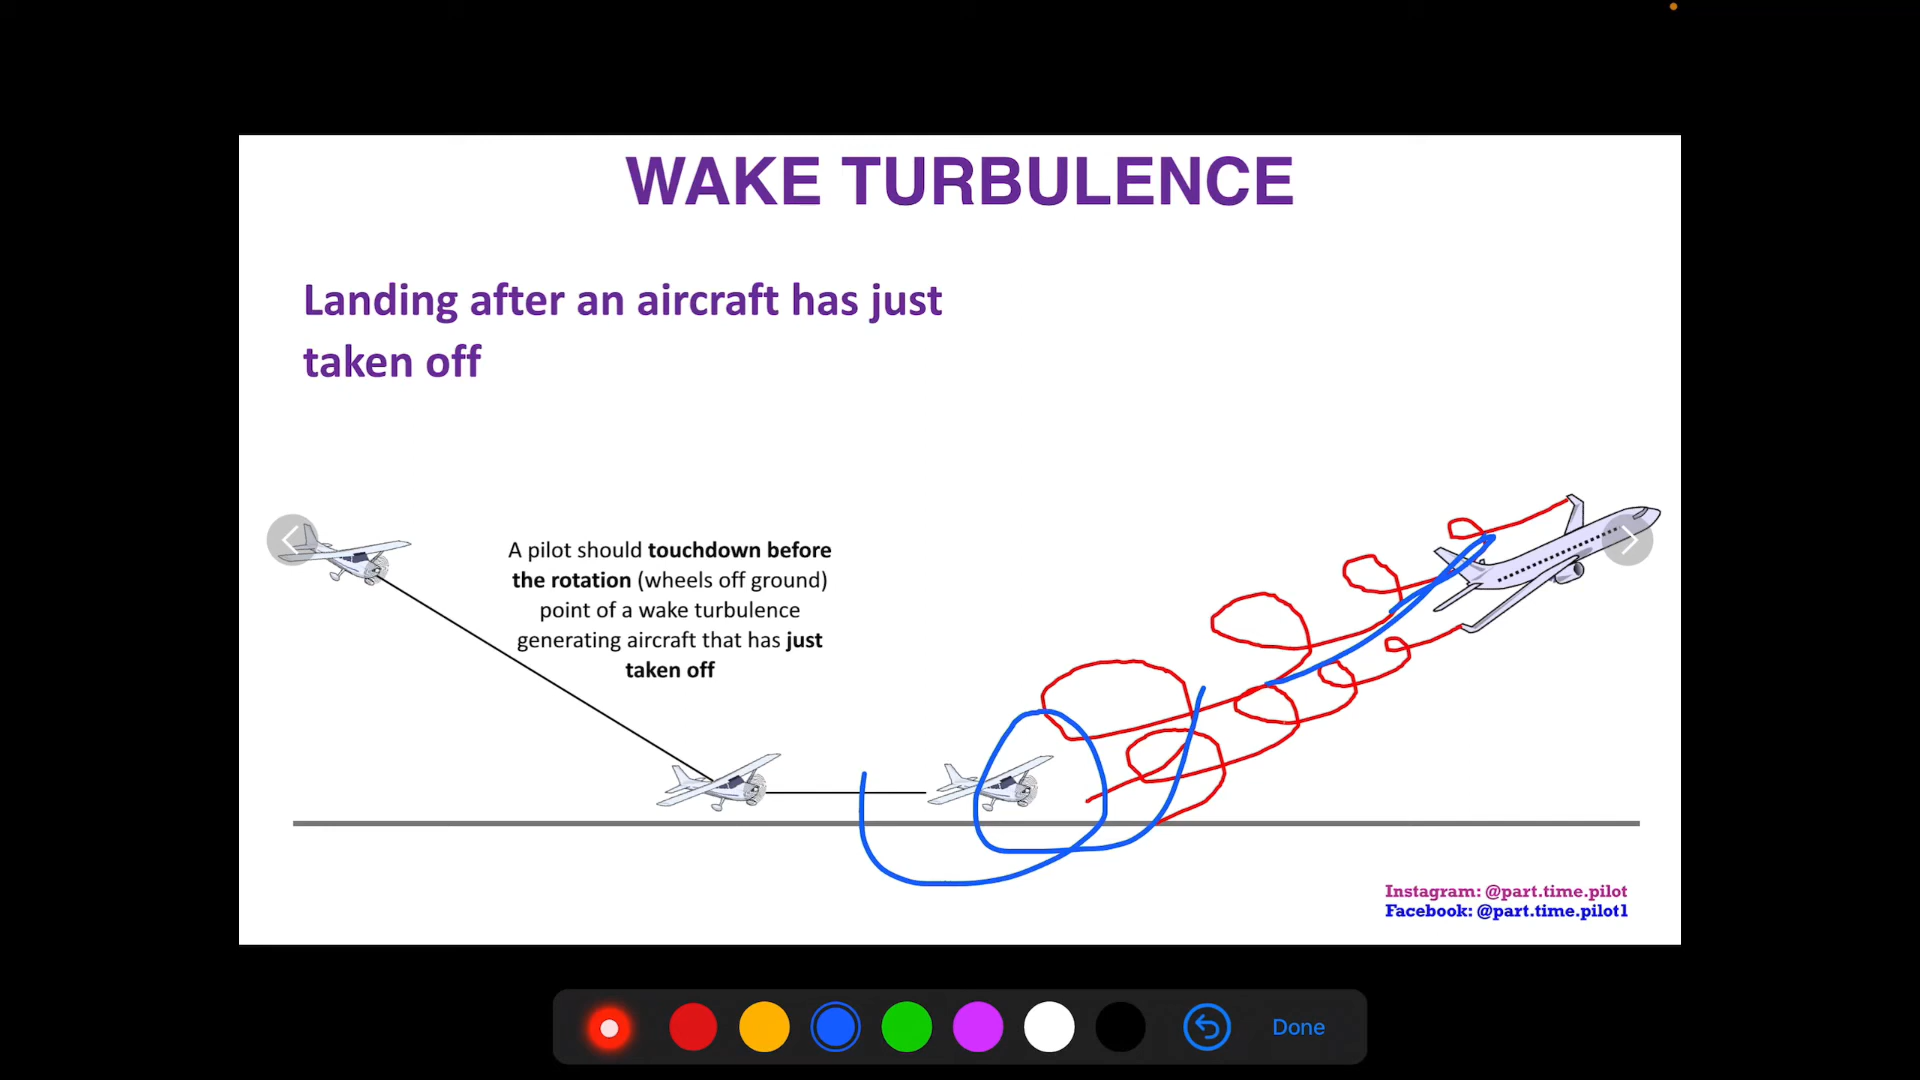 WAKE TURBULENCE
Landing after an aircraft has just
taken off
A pilot should touchdown before
the rotation (wheels off ground)
point of a wake turbulence
generating aircraft that has just
taken off
Instagram: @part.time.pilot
Facebook: @part.time.pilot1
Done